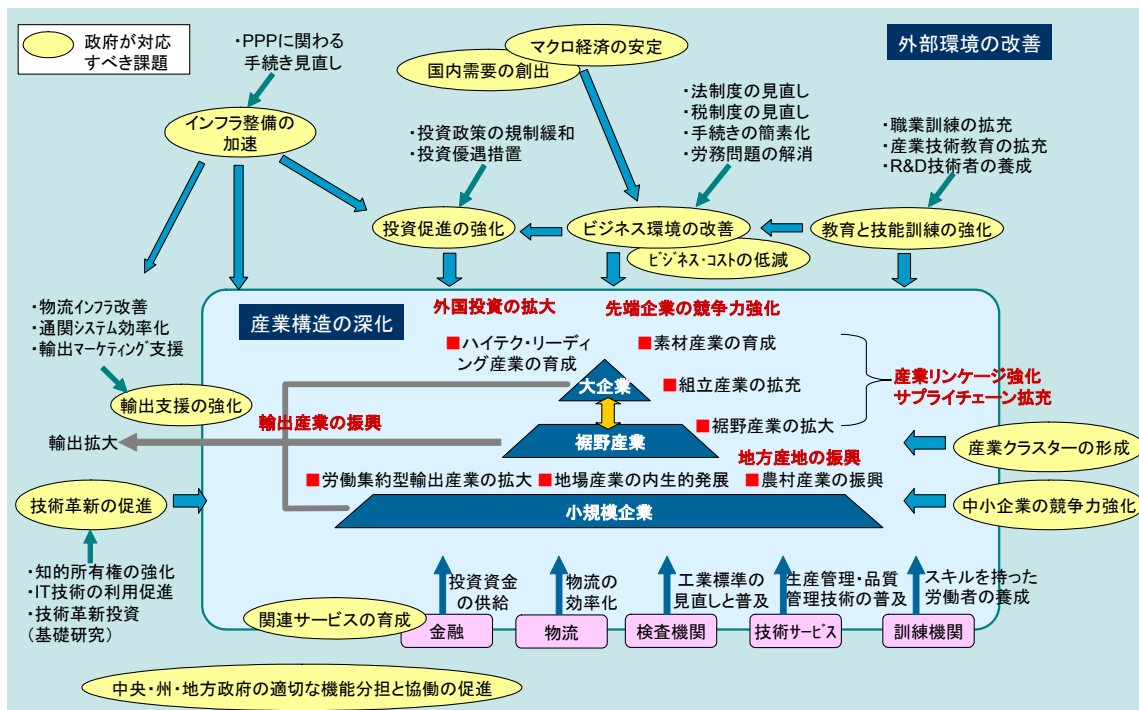 政府が対応
すべき課題
・PPPに関わる
手続き見直し
マクロ経済の安定
国内需要の創出
外部環境の改善
インフラ整備の
加速
・投資政策の規制緩和
・投資優遇措置
・法制度の見直し
・税制度の見直し
・手続きの簡素化
・労務問題の解消
・職業訓練の拡充
・産業技術教育の拡充
・R&D技術者の養成
投資促進の強化
ビジネス環境の改善
ビジネス・コストの低減
教育と技能訓練の強化
・物流インフラ改善
・通関システム効率化
・輸出マーケティング支援
輸出支援の強化
産業構造の深化
外国投資の拡大
先端企業の競争力強化
■ハイテク・リーディ
ング産業の育成
■素材産業の育成
大企業
■組立産業の拡充
産業リンケージ強化
サプライチェーン拡充
■裾野産業の拡大
輸出産業の振興
輸出拡大
裾野産業
地方産地の振興
産業クラスターの形成
■労働集約型輸出産業の拡大
■地場産業の内生的発展
■農村産業の振興
技術革新の促進
小規模企業
中小企業の競争力強化
・知的所有権の強化
・IT技術の利用促進
・技術革新投資
(基礎研究)
投資資金
の供給
物流の
効率化
工業標準の
見直しと普及
生産管理・品質
管理技術の普及
スキルを持った
労働者の養成
関連サービスの育成
金融
物流
検査機関
技術サービス
訓練機関
中央・州・地方政府の適切な機能分担と協働の促進